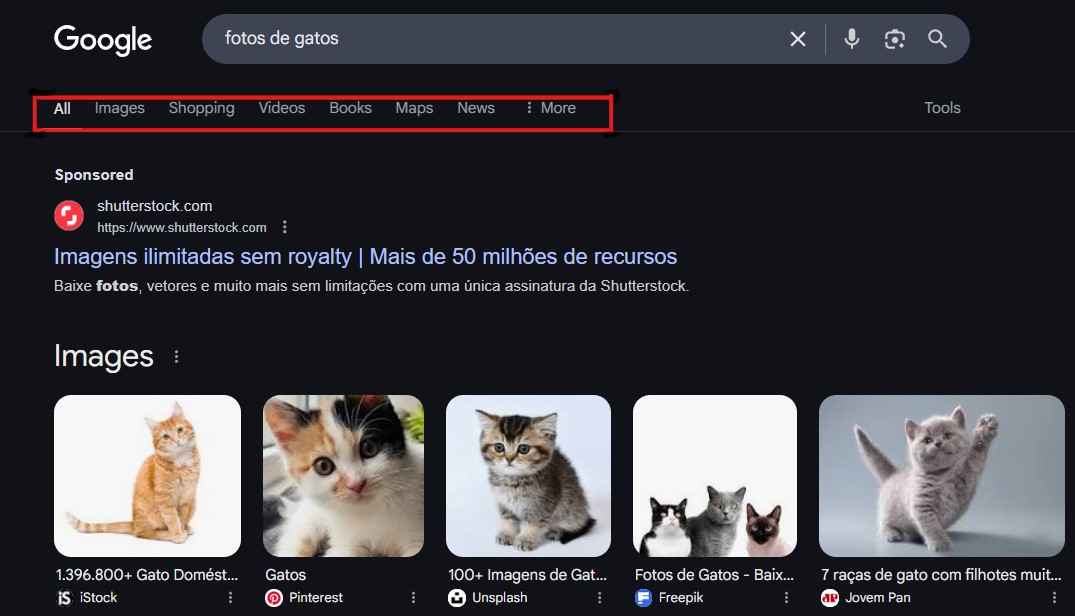 Google
fotos de gatos
All Images Shopping Videos Books Maps News More Tools
Sponsored
shutterstock.com
https://www.shutterstock.com
Imagens ilimitadas sem royalty | Mais de 50 milhões de recursos
Baixe fotos, vetores e muito mais sem limitações com uma única assinatura da Shutterstock.
Images
1.396.800+ Gato Domést...
iS iStock
Gatos
Pinterest
100+ Imagens de Gat...
Unsplash
Fotos de Gatos - Baix...
Freepik
7 raças de gato com filhotes muit...
JP Jovem Pan